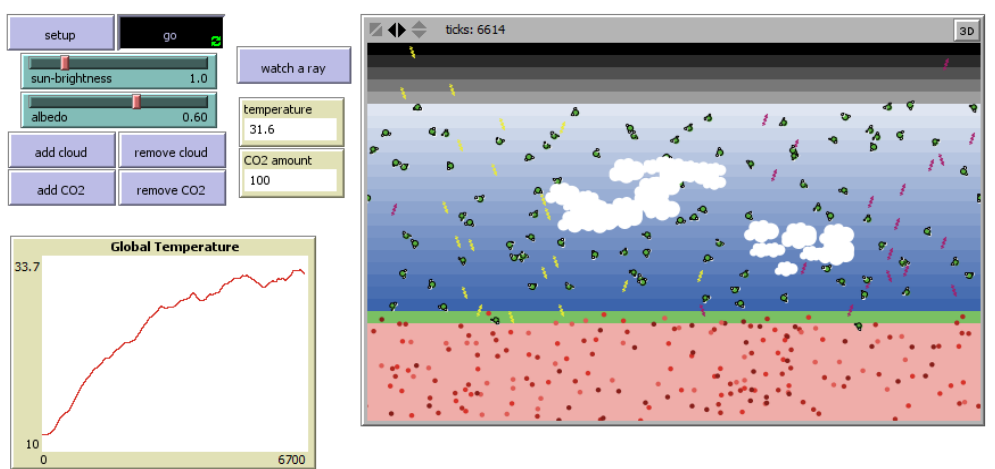 setup
go
sun-brightness 1.0
albedo 0.60
add cloud
remove cloud
add CO2
remove CO2
watch a ray
temperature
31.6
CO2 amount
100
Global Temperature
33.7
10
0
6700
ticks: 6614
3D